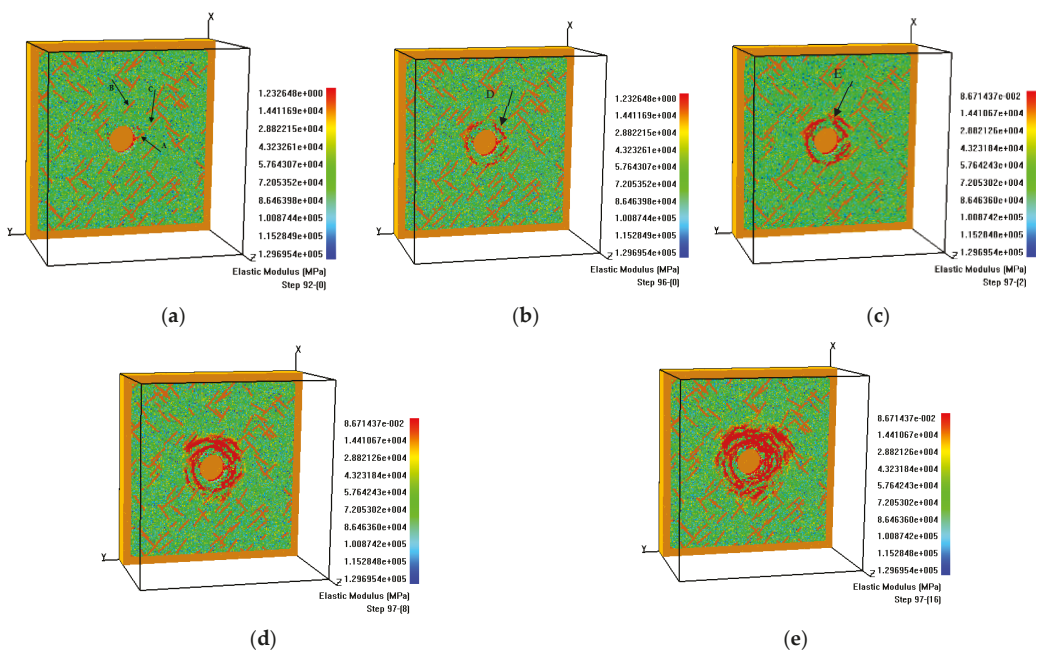 X
B
C
A
Y
Z
1.232648e+000
1.441169e+004
2.882215e+004
4.323261e+004
5.764307e+004
7.205352e+004
8.646398e+004
1.008744e+005
1.152849e+005
1.296954e+005
Elastic Modulus (MPa)
Step 92-(0)
(a)
X
D
Y
Z
1.232648e+000
1.441169e+004
2.882215e+004
4.323261e+004
5.764307e+004
7.205352e+004
8.646398e+004
1.008744e+005
1.152849e+005
1.296954e+005
Elastic Modulus (MPa)
Step 96-(0)
(b)
X
E
Y
Z
8.671437e-002
1.441067e+004
2.882126e+004
4.323184e+004
5.764243e+004
7.205302e+004
8.646360e+004
1.008742e+005
1.152848e+005
1.296954e+005
Elastic Modulus (MPa)
Step 97-(2)
(c)
X
Y
Z
8.671437e-002
1.441067e+004
2.882126e+004
4.323184e+004
5.764243e+004
7.205302e+004
8.646360e+004
1.008742e+005
1.152848e+005
1.296954e+005
Elastic Modulus (MPa)
Step 97-(8)
(d)
X
Y
Z
8.671437e-002
1.441067e+004
2.882126e+004
4.323184e+004
5.764243e+004
7.205302e+004
8.646360e+004
1.008742e+005
1.152848e+005
1.296954e+005
Elastic Modulus (MPa)
Step 97-(16)
(e)